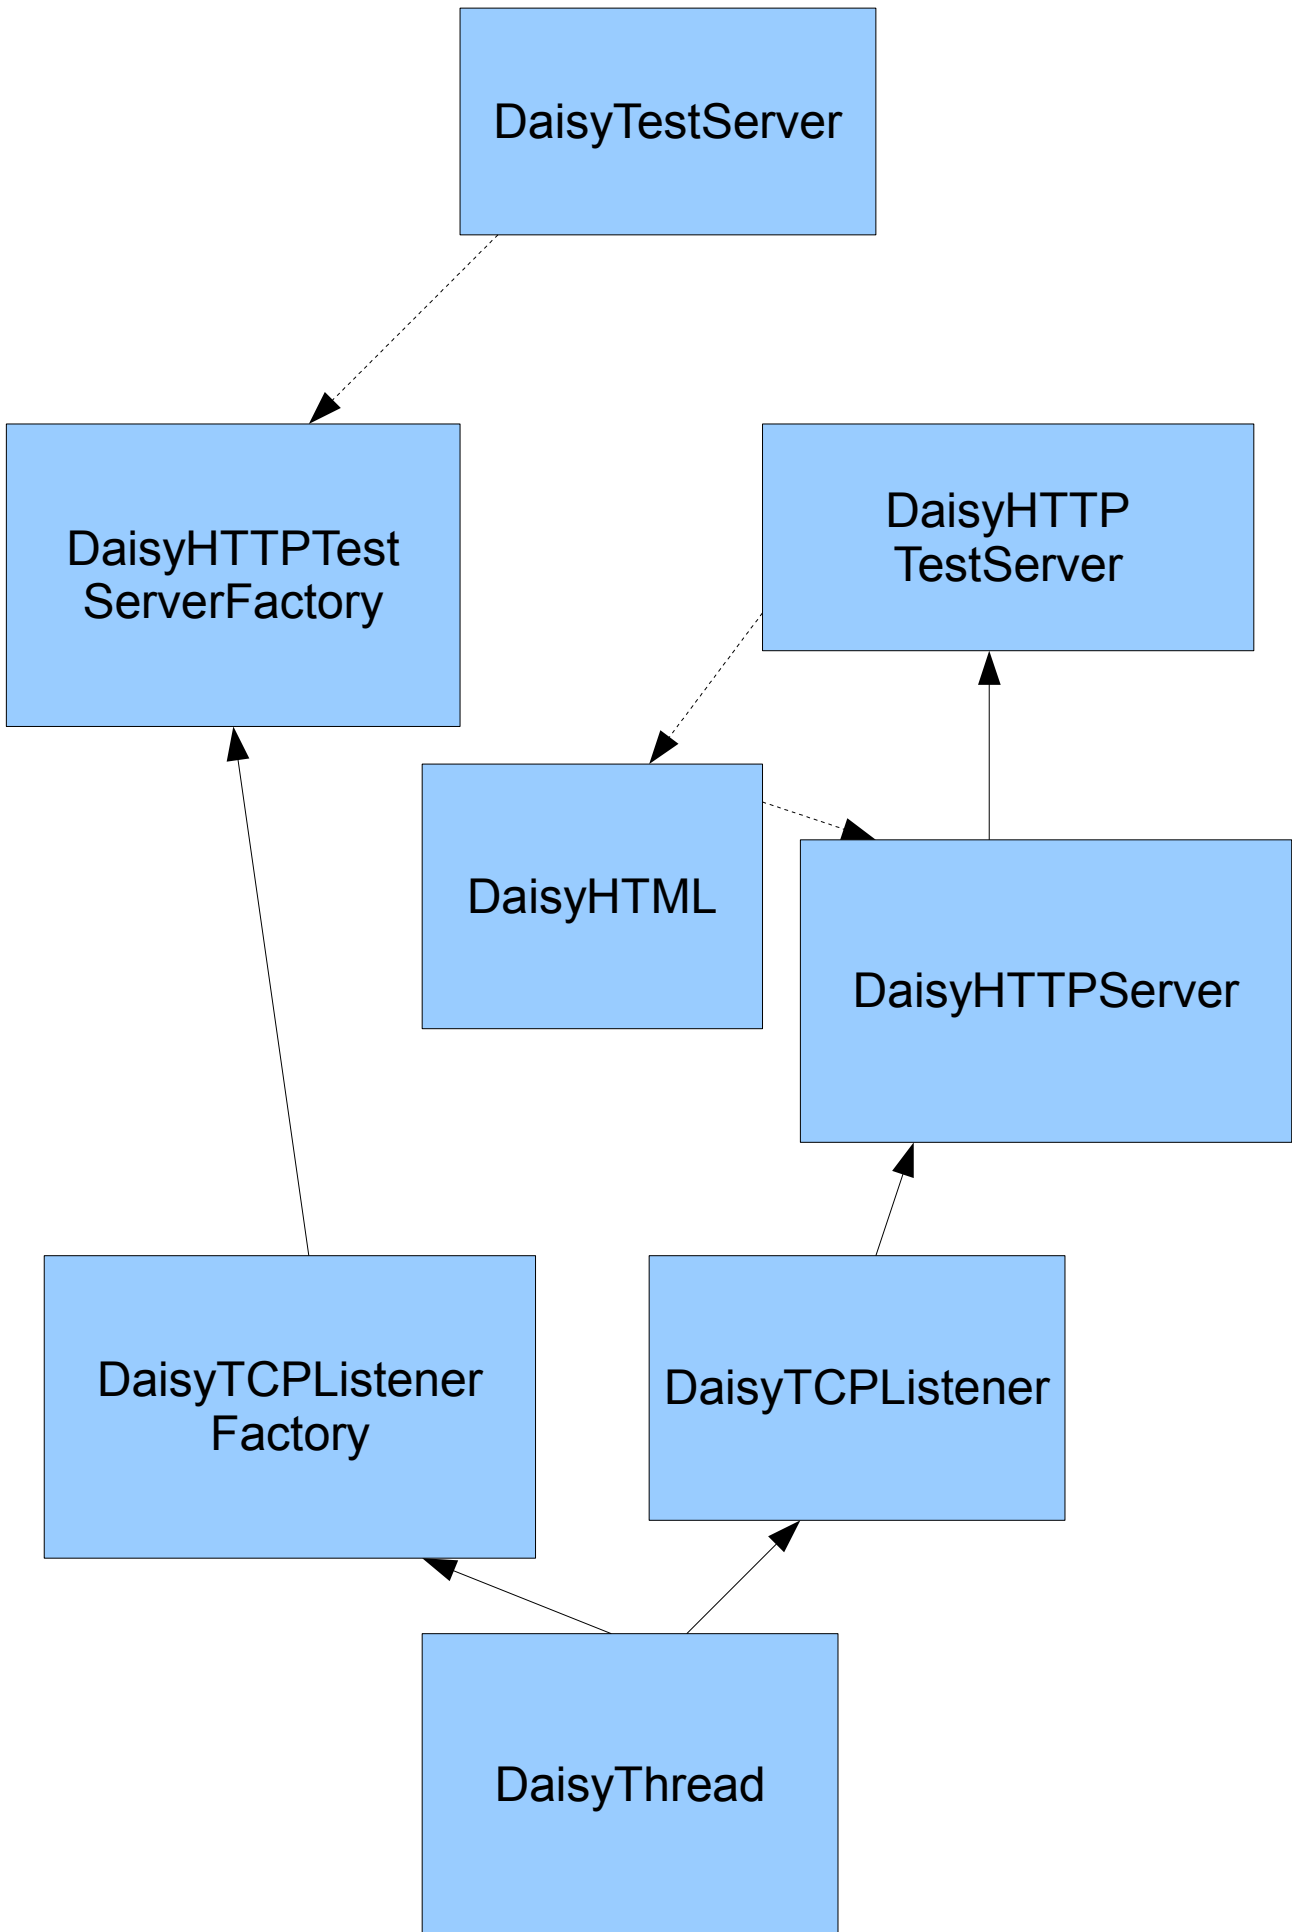 DaisyTestServer
DaisyHTTPTest
ServerFactory
DaisyHTTP
TestServer
DaisyHTML
DaisyHTTPServer
DaisyTCPListener
Factory
DaisyTCPListener
DaisyThread